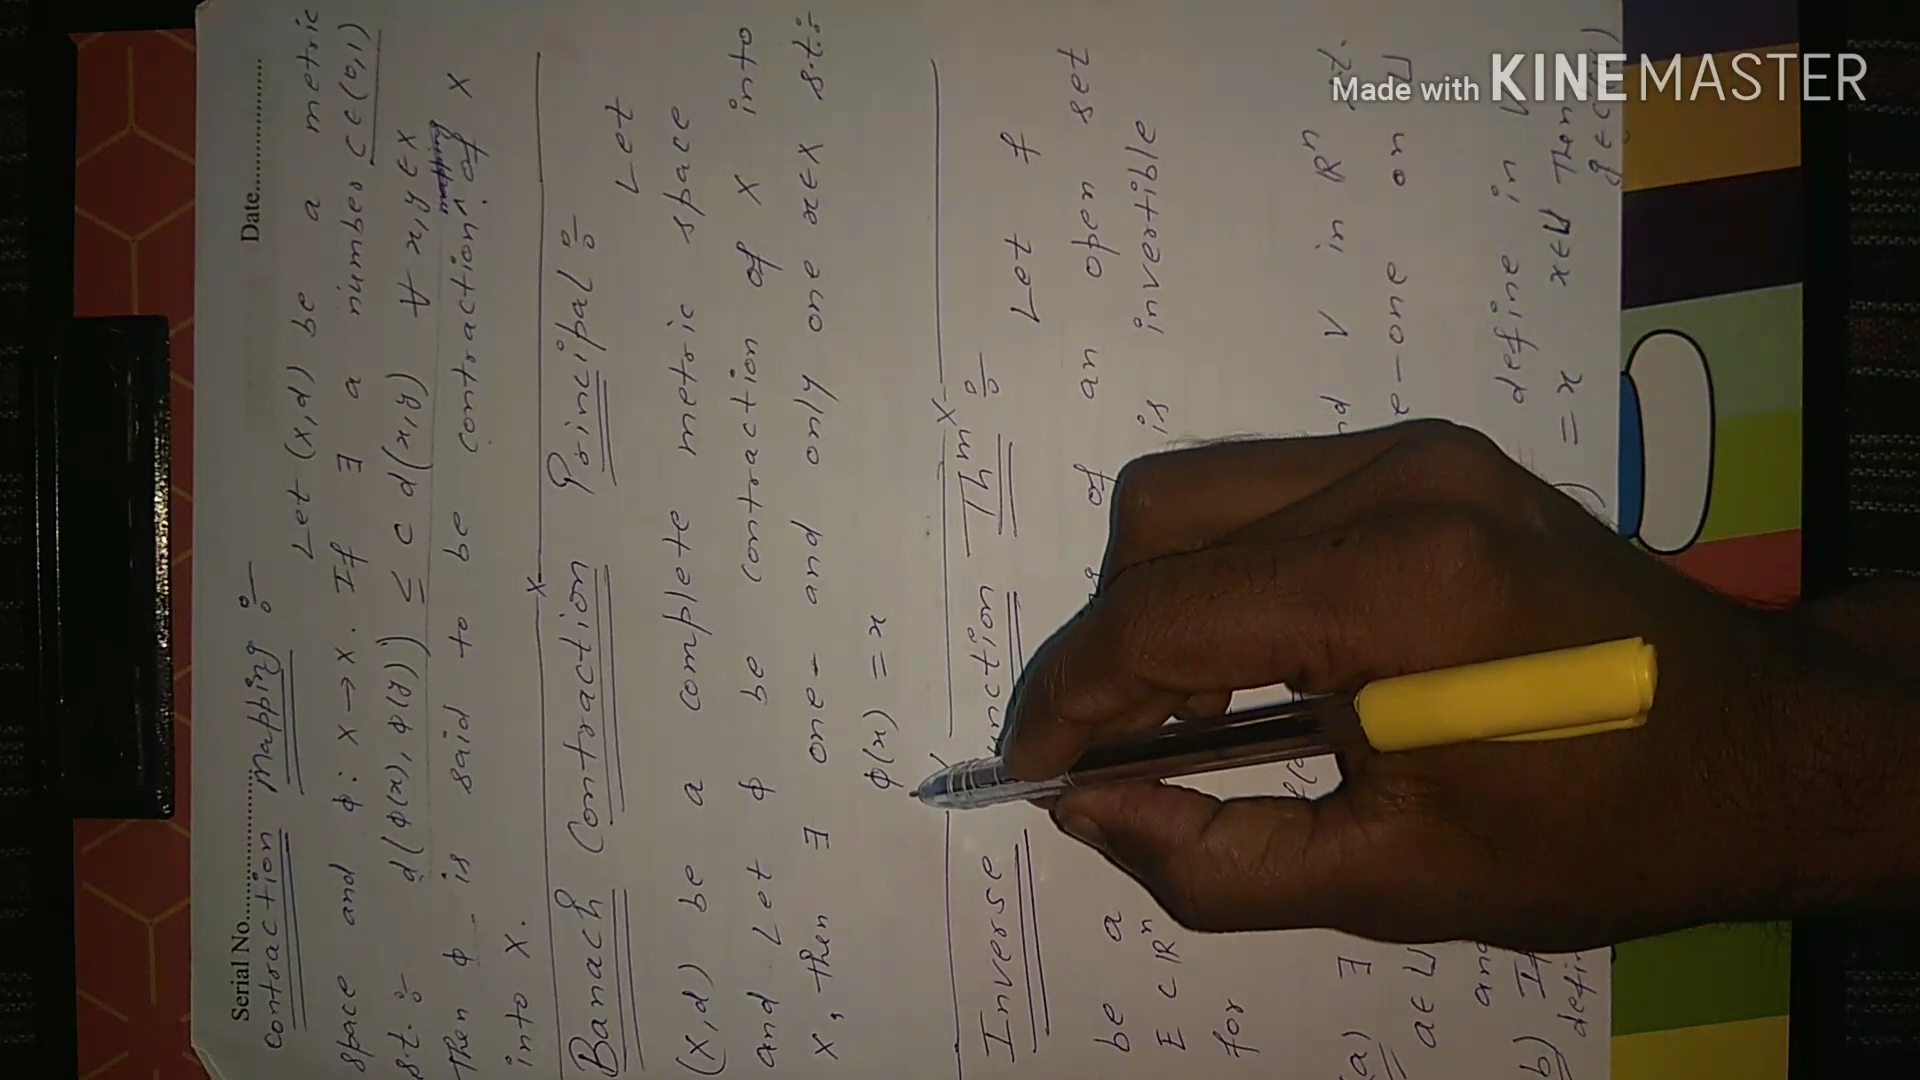 Serial No............. Date.............
Contraction Mapping :-
Let (X,d) be a metric
space and ϕ : X → X. If ∃ a number c∈(0,1)
s.t. :- d(ϕ(x), ϕ(y)) ≤ c d(x,y) ∀ x,y ∈ X
Then ϕ is said to be contraction mapping of X
into X.
Banach Contraction Principal :-
Let
(X,d) be a complete metric space
and Let ϕ be contraction of X into
X, then ∃ one and only one x∈X s.t. :-
ϕ(x) = x
Inverse Thm :-
Let f
be a of an open set
E ⊂ ℝⁿ is invertible
for
(a) ∃ V in ℝⁿ
a∈U on U
define in V
b) If = x x∈U Then
Made with KINEMASTER